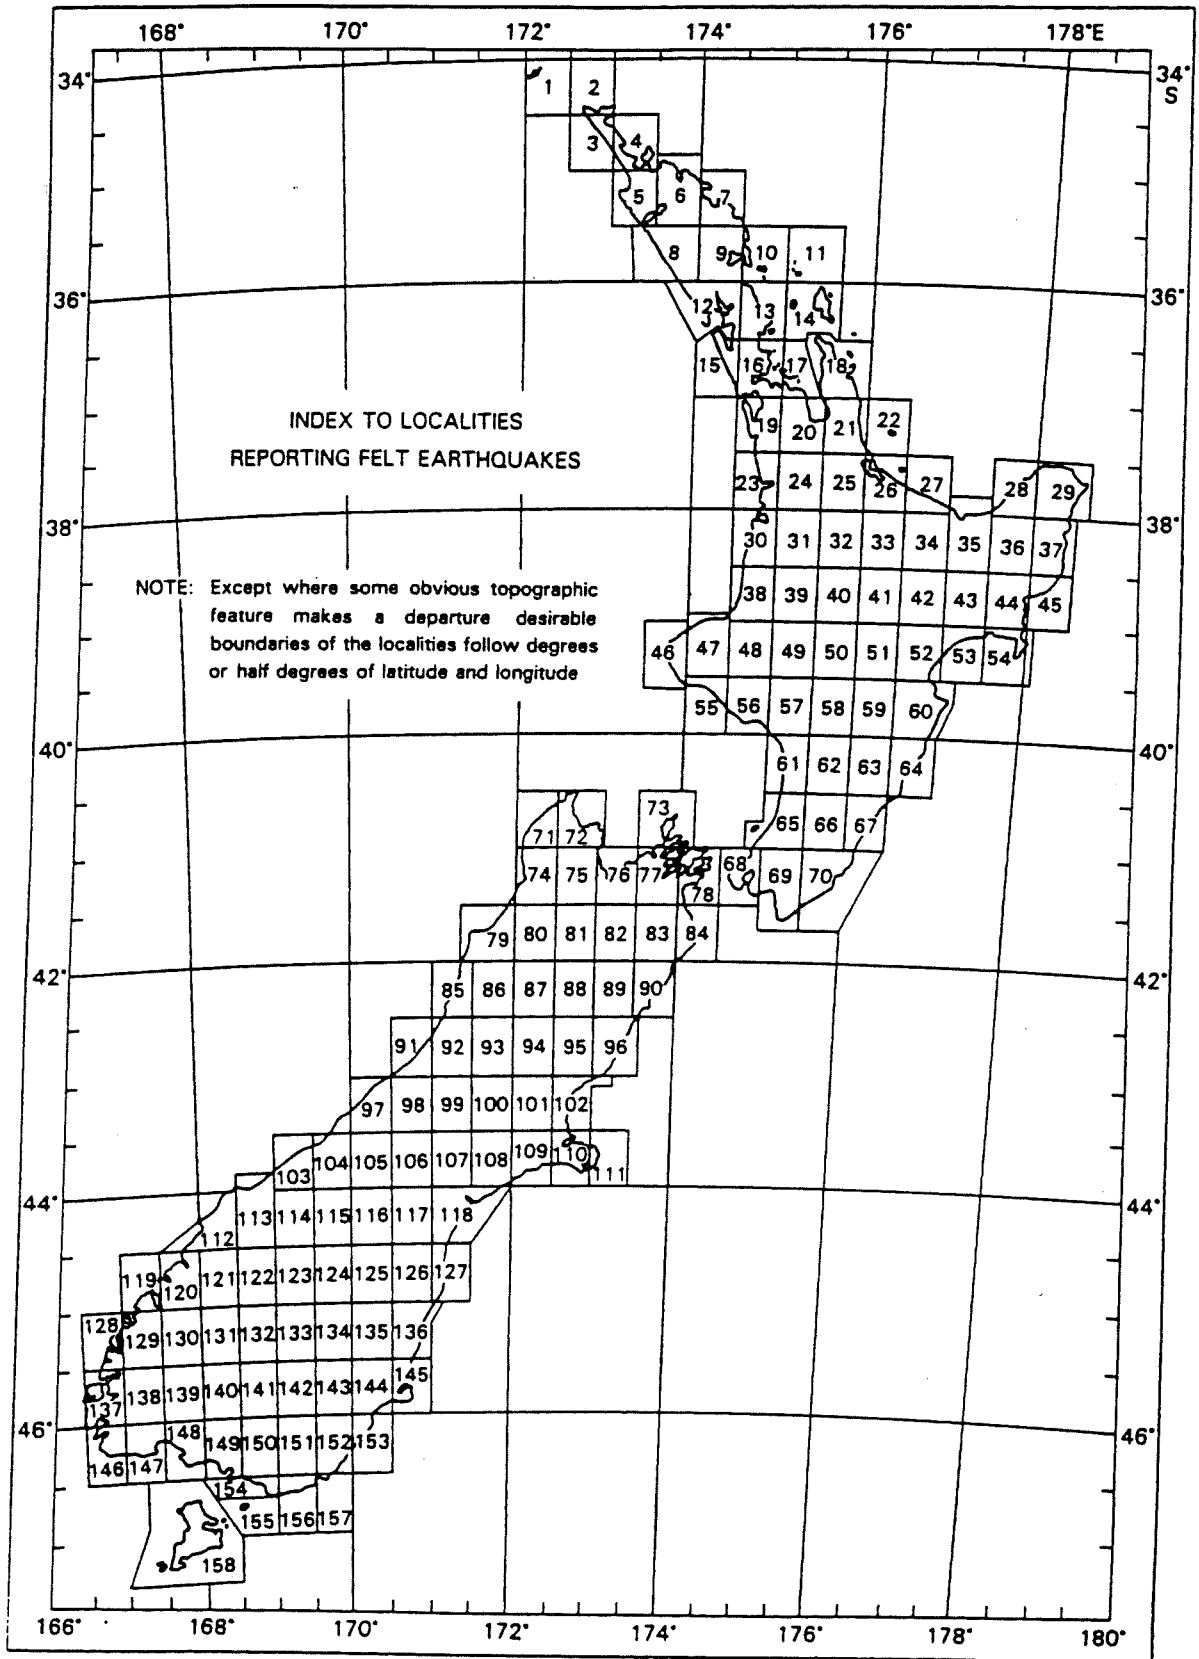 168° 170° 172° 174° 176° 178°E
34° 34°
S
1 2
3 4
5 6 7
8 9 10 11
36° 36°
12 13 14
15 16 17 18
INDEX TO LOCALITIES
REPORTING FELT EARTHQUAKES
19 20 21 22
23 24 25 26 27 28 29
38° 38°
30 31 32 33 34 35 36 37
NOTE: Except where some obvious topographic
feature makes a departure desirable
boundaries of the localities follow degrees
or half degrees of latitude and longitude
38 39 40 41 42 43 44 45
46 47 48 49 50 51 52 53 54
55 56 57 58 59 60
40° 40°
61 62 63 64
73 65 66 67
71 72
74 75 76 77 78 68 69 70
79 80 81 82 83 84
42° 42°
85 86 87 88 89 90
91 92 93 94 95 96
97 98 99 100 101 102
103 104 105 106 107 108 109 110 111
44° 44°
112 113 114 115 116 117 118
119 120 121 122 123 124 125 126 127
128 129 130 131 132 133 134 135 136
137 138 139 140 141 142 143 144 145
46° 46°
146 147 148 149 150 151 152 153
154 155 156 157
158
166° 168° 170° 172° 174° 176° 178° 180°